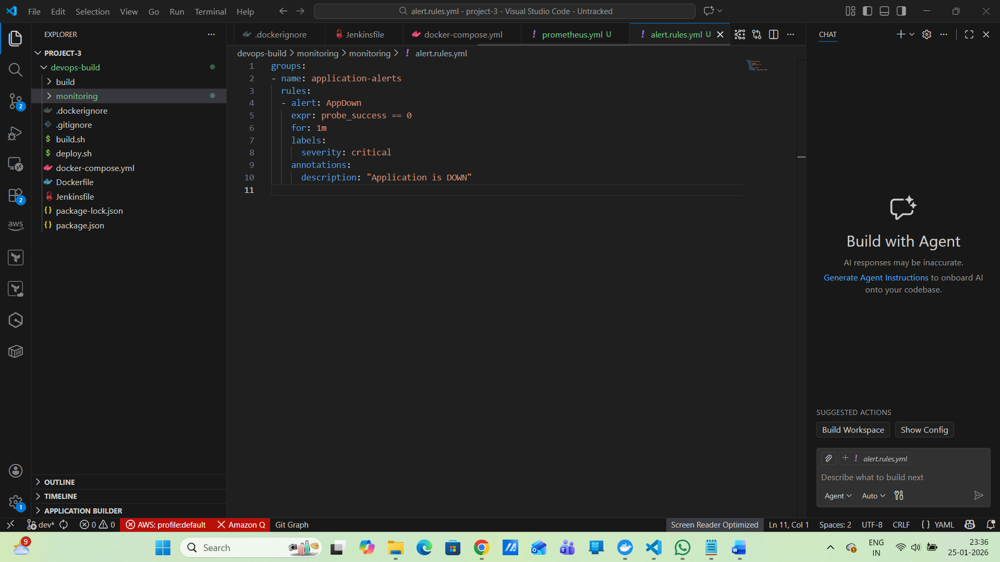 File Edit Selection View Go Run Terminal Help
alert.rules.yml - project-3 - Visual Studio Code - Untracked
EXPLORER
PROJECT-3
devops-build
build
monitoring
.dockerignore
.gitignore
$ build.sh
$ deploy.sh
docker-compose.yml
Dockerfile
Jenkinsfile
{} package-lock.json
{} package.json
OUTLINE
TIMELINE
APPLICATION BUILDER
2
2
aws
1
.dockerignore
Jenkinsfile
docker-compose.yml
! prometheus.yml U
! alert.rules.yml U
devops-build > monitoring > monitoring > ! alert.rules.yml
1 groups:
2 - name: application-alerts
3 rules:
4 - alert: AppDown
5 expr: probe_success == 0
6 for: 1m
7 labels:
8 severity: critical
9 annotations:
10 description: "Application is DOWN"
11
CHAT
Build with Agent
AI responses may be inaccurate.
Generate Agent Instructions to onboard AI
onto your codebase.
SUGGESTED ACTIONS
Build Workspace Show Config
+ ! alert.rules.yml
Describe what to build next
Agent Auto
dev* 0 0 AWS: profile:default Amazon Q Git Graph
Screen Reader Optimized Ln 11, Col 1 Spaces: 2 UTF-8 CRLF {} YAML
9
Search
ENG
IN
23:36
25-01-2026